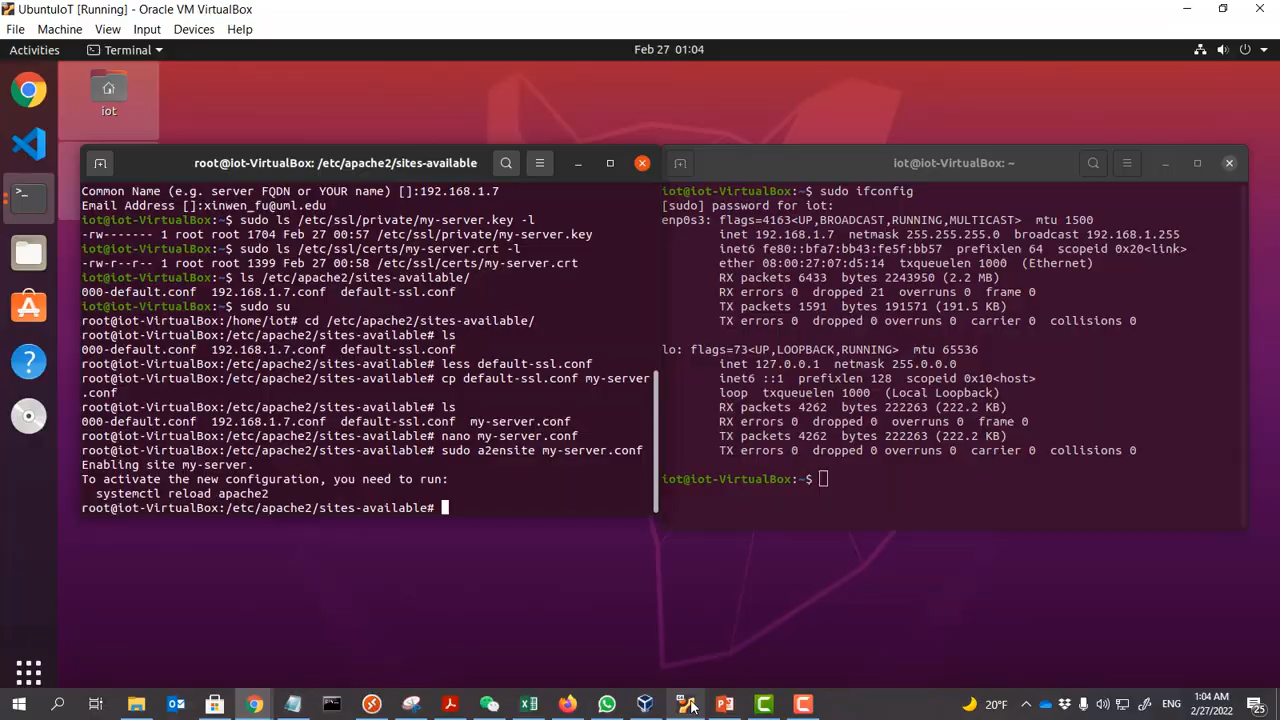 UbuntuIoT [Running] - Oracle VM VirtualBox
File Machine View Input Devices Help
Activities Terminal Feb 27 01:04
iot
root@iot-VirtualBox: /etc/apache2/sites-available
Common Name (e.g. server FQDN or YOUR name) []:192.168.1.7
Email Address []:xinwen_fu@uml.edu
iot@iot-VirtualBox:~$ sudo ls /etc/ssl/private/my-server.key -l
-rw------- 1 root root 1704 Feb 27 00:57 /etc/ssl/private/my-server.key
iot@iot-VirtualBox:~$ sudo ls /etc/ssl/certs/my-server.crt -l
-rw-r--r-- 1 root root 1399 Feb 27 00:58 /etc/ssl/certs/my-server.crt
iot@iot-VirtualBox:~$ ls /etc/apache2/sites-available/
000-default.conf 192.168.1.7.conf default-ssl.conf
iot@iot-VirtualBox:~$ sudo su
root@iot-VirtualBox:/home/iot# cd /etc/apache2/sites-available/
root@iot-VirtualBox:/etc/apache2/sites-available# ls
000-default.conf 192.168.1.7.conf default-ssl.conf
root@iot-VirtualBox:/etc/apache2/sites-available# less default-ssl.conf
root@iot-VirtualBox:/etc/apache2/sites-available# cp default-ssl.conf my-server
.conf
root@iot-VirtualBox:/etc/apache2/sites-available# ls
000-default.conf 192.168.1.7.conf default-ssl.conf my-server.conf
root@iot-VirtualBox:/etc/apache2/sites-available# nano my-server.conf
root@iot-VirtualBox:/etc/apache2/sites-available# sudo a2ensite my-server.conf
Enabling site my-server.
To activate the new configuration, you need to run:
systemctl reload apache2
root@iot-VirtualBox:/etc/apache2/sites-available#
iot@iot-VirtualBox: ~
iot@iot-VirtualBox:~$ sudo ifconfig
[sudo] password for iot:
enp0s3: flags=4163<UP,BROADCAST,RUNNING,MULTICAST> mtu 1500
inet 192.168.1.7 netmask 255.255.255.0 broadcast 192.168.1.255
inet6 fe80::bfa7:bb43:fe5f:bb57 prefixlen 64 scopeid 0x20<link>
ether 08:00:27:07:d5:14 txqueuelen 1000 (Ethernet)
RX packets 6433 bytes 2243950 (2.2 MB)
RX errors 0 dropped 21 overruns 0 frame 0
TX packets 1591 bytes 191571 (191.5 KB)
TX errors 0 dropped 0 overruns 0 carrier 0 collisions 0
lo: flags=73<UP,LOOPBACK,RUNNING> mtu 65536
inet 127.0.0.1 netmask 255.0.0.0
inet6 ::1 prefixlen 128 scopeid 0x10<host>
loop txqueuelen 1000 (Local Loopback)
RX packets 4262 bytes 222263 (222.2 KB)
RX errors 0 dropped 0 overruns 0 frame 0
TX packets 4262 bytes 222263 (222.2 KB)
TX errors 0 dropped 0 overruns 0 carrier 0 collisions 0
iot@iot-VirtualBox:~$
20°F
1:04 AM
2/27/2022
25